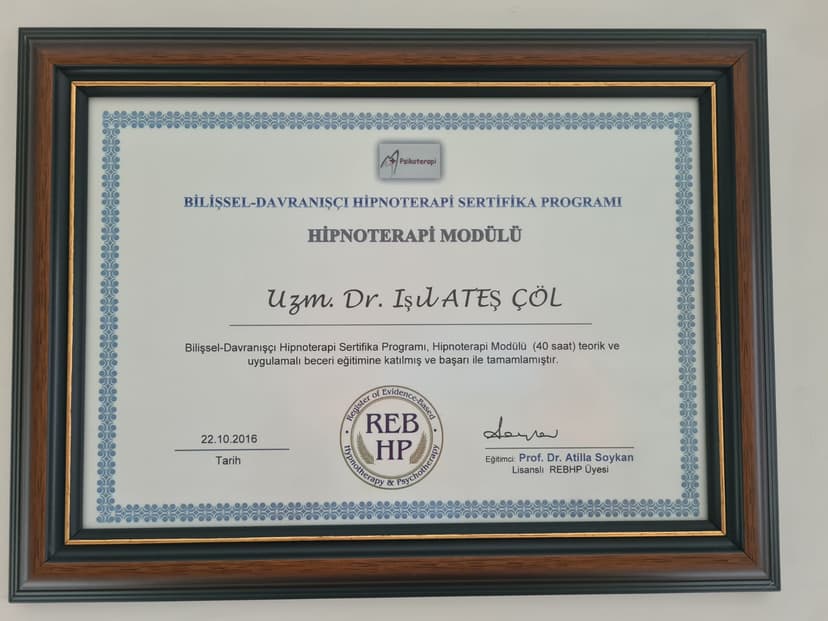 Psikoterapi
BİLİŞSEL-DAVRANIŞÇI HİPNOTERAPİ SERTİFİKA PROGRAMI
HİPNOTERAPİ MODÜLÜ
Uzm. Dr. Işıl ATEŞ ÇÖL
Bilişsel-Davranışçı Hipnoterapi Sertifika Programı, Hipnoterapi Modülü (40 saat) teorik ve
uygulamalı beceri eğitimine katılmış ve başarı ile tamamlamıştır.
22.10.2016
Tarih
Register of Evidence-Based
REB
HP
Hypnotherapy & Psychotherapy
Eğitimci: Prof. Dr. Atilla Soykan
Lisanslı REBHP Üyesi